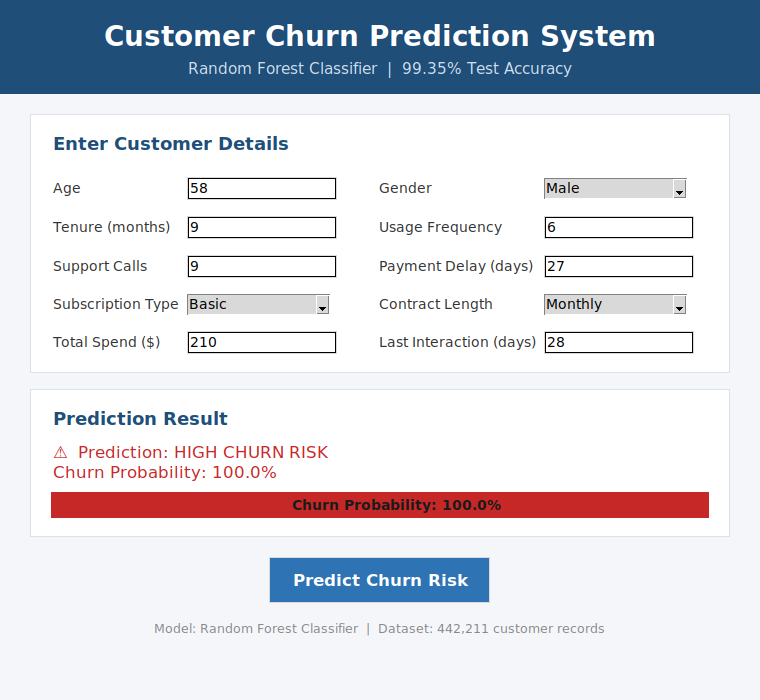 Customer Churn Prediction System
Random Forest Classifier | 99.35% Test Accuracy
Enter Customer Details
Age 58 Gender Male
Tenure (months) 9 Usage Frequency 6
Support Calls 9 Payment Delay (days) 27
Subscription Type Basic Contract Length Monthly
Total Spend ($) 210 Last Interaction (days) 28
Prediction Result
⚠ Prediction: HIGH CHURN RISK
Churn Probability: 100.0%
Churn Probability: 100.0%
Predict Churn Risk
Model: Random Forest Classifier | Dataset: 442,211 customer records